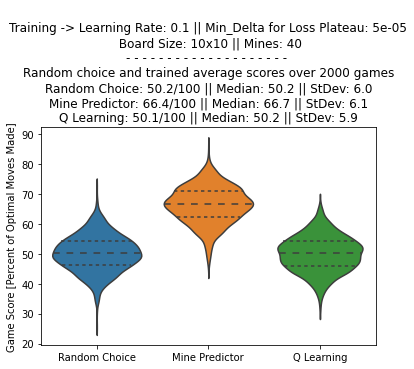 Training -> Learning Rate: 0.1 || Min_Delta for Loss Plateau: 5e-05
Board Size: 10x10 || Mines: 40
- - - - - - - - - - - - - - - - - - - -
Random choice and trained average scores over 2000 games
Random Choice: 50.2/100 || Median: 50.2 || StDev: 6.0
Mine Predictor: 66.4/100 || Median: 66.7 || StDev: 6.1
Q Learning: 50.1/100 || Median: 50.2 || StDev: 5.9
Game Score [Percent of Optimal Moves Made]
90
80
70
60
50
40
30
20
Random Choice
Mine Predictor
Q Learning